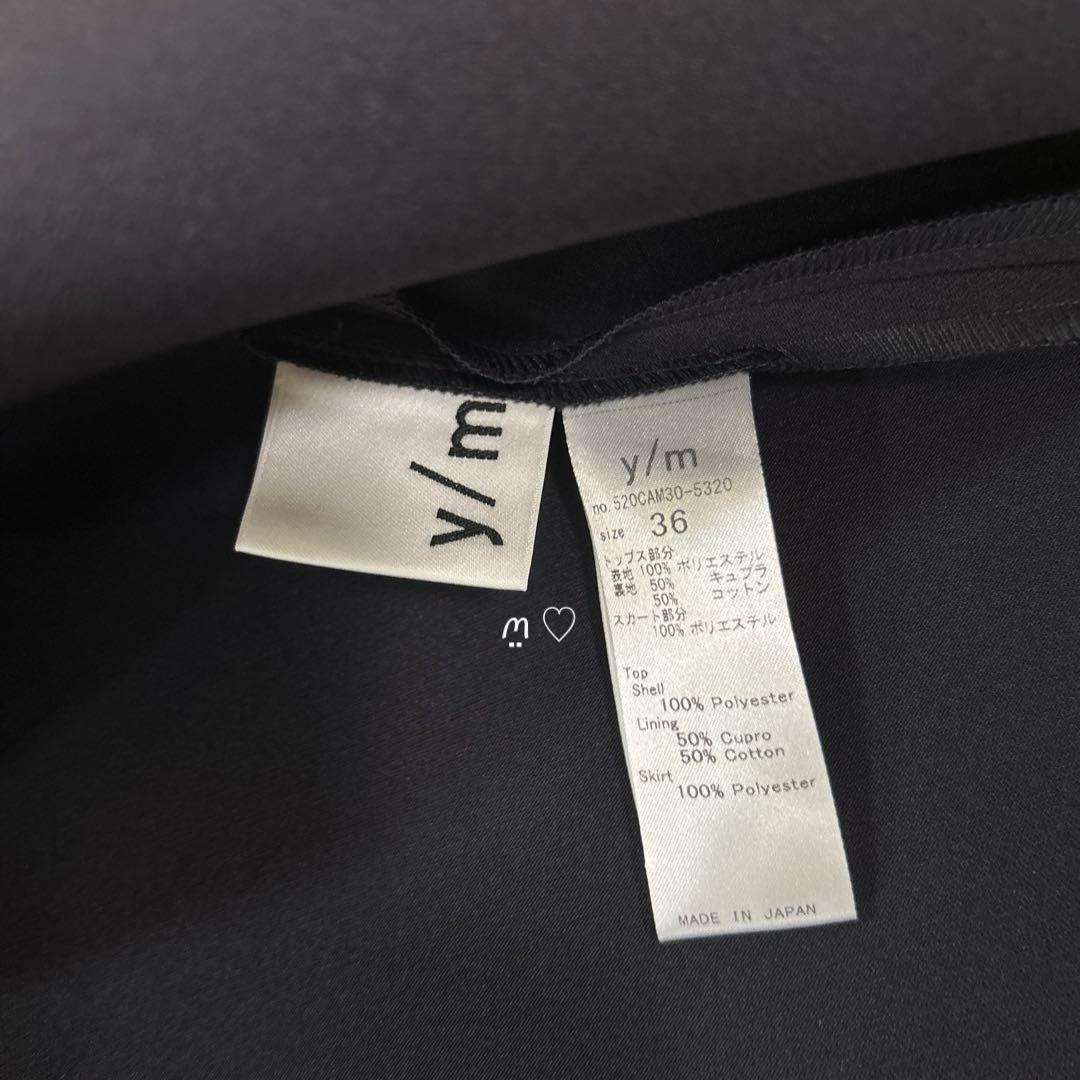 y/m
y/m
no.520CAM30-5320
size 36
トップス部分
表地 100% ポリエステル
裏地 50% キュプラ
50% コットン
スカート部分
100% ポリエステル
Top
Shell
100% Polyester
Lining
50% Cupro
50% Cotton
Skirt
100% Polyester
MADE IN JAPAN